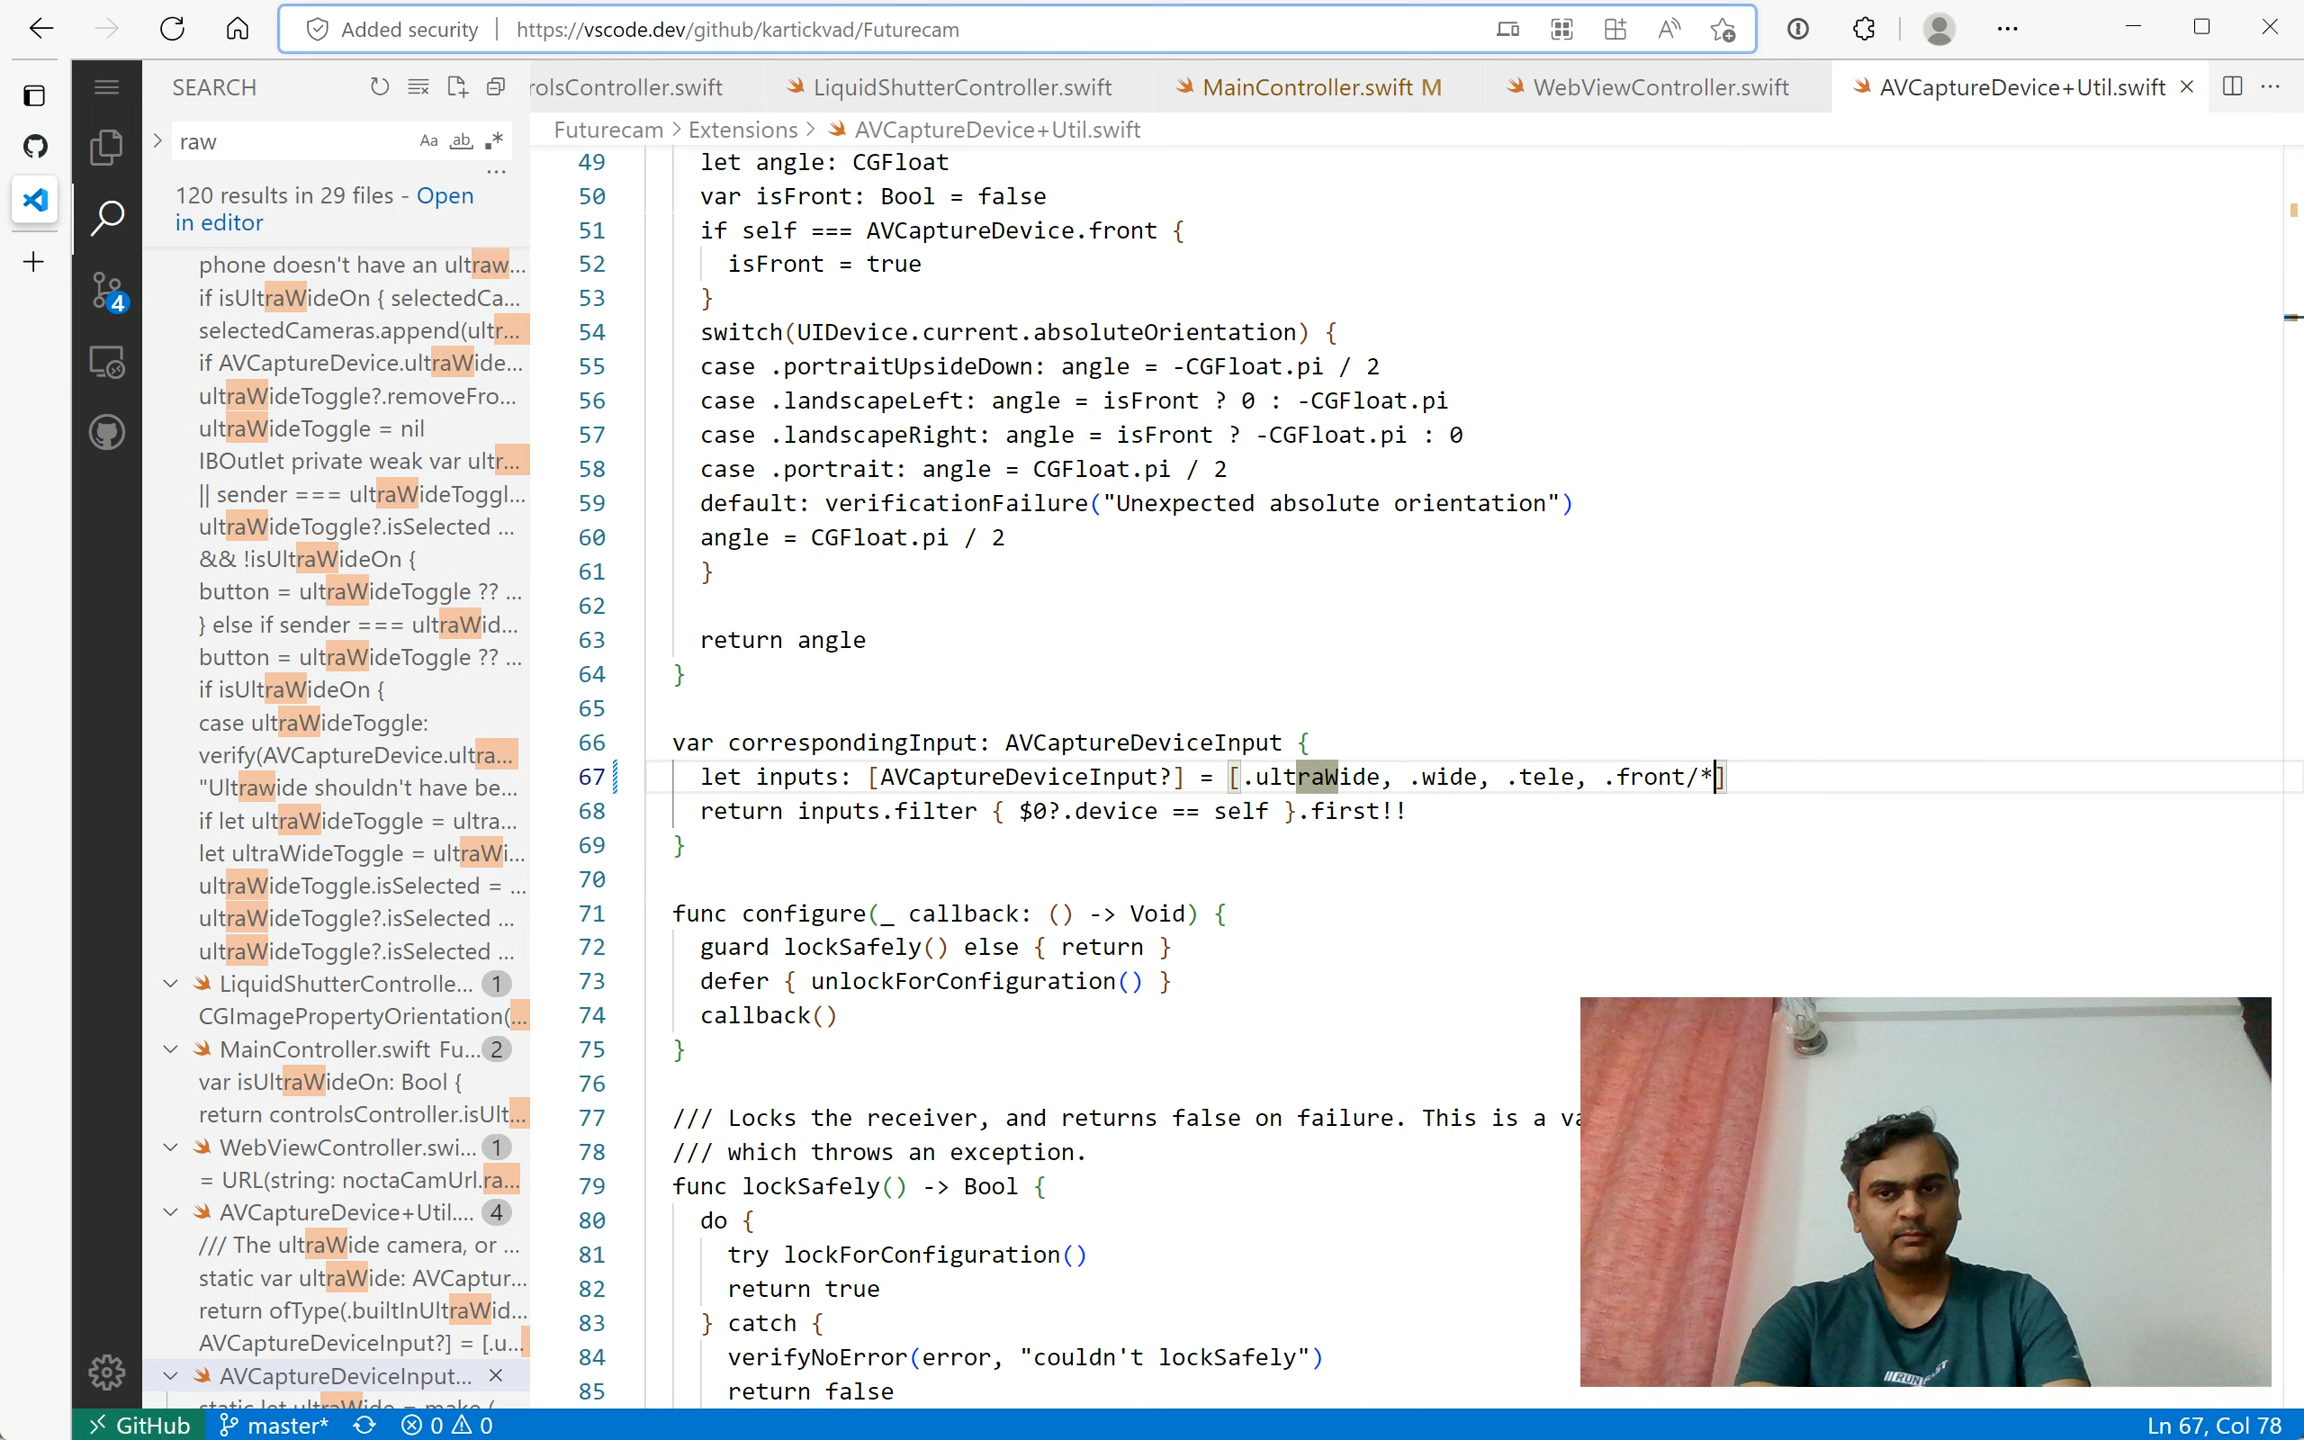 Added security
https://vscode.dev/github/kartickvad/Futurecam
SEARCH
raw
Aa
ab
120 results in 29 files - Open
in editor
phone doesn't have an ultraw...
if isUltraWideOn { selectedCa...
selectedCameras.append(ultr...
if AVCaptureDevice.ultraWide...
ultraWideToggle?.removeFro...
ultraWideToggle = nil
IBOutlet private weak var ultr...
|| sender === ultraWideToggl...
ultraWideToggle?.isSelected ...
&& !isUltraWideOn {
button = ultraWideToggle ?? ...
} else if sender === ultraWid...
button = ultraWideToggle ?? ...
if isUltraWideOn {
case ultraWideToggle:
verify(AVCaptureDevice.ultra...
"Ultrawide shouldn't have be...
if let ultraWideToggle = ultra...
let ultraWideToggle = ultraWi...
ultraWideToggle.isSelected = ...
ultraWideToggle?.isSelected ...
ultraWideToggle?.isSelected ...
LiquidShutterControlle... 1
CGImagePropertyOrientation(...
MainController.swift Fu... 2
var isUltraWideOn: Bool {
return controlsController.isUlt...
WebViewController.swi... 1
= URL(string: noctaCamUrl.ra...
AVCaptureDevice+Util.... 4
/// The ultraWide camera, or ...
static var ultraWide: AVCaptur...
return ofType(.builtInUltraWid...
AVCaptureDeviceInput?] = [.u...
AVCaptureDeviceInput...
static let ultraWide = make (
4
rolsController.swift
LiquidShutterController.swift
MainController.swift M
WebViewController.swift
AVCaptureDevice+Util.swift
Futurecam > Extensions > AVCaptureDevice+Util.swift
49 let angle: CGFloat
50 var isFront: Bool = false
51 if self === AVCaptureDevice.front {
52 isFront = true
53 }
54 switch(UIDevice.current.absoluteOrientation) {
55 case .portraitUpsideDown: angle = -CGFloat.pi / 2
56 case .landscapeLeft: angle = isFront ? 0 : -CGFloat.pi
57 case .landscapeRight: angle = isFront ? -CGFloat.pi : 0
58 case .portrait: angle = CGFloat.pi / 2
59 default: verificationFailure("Unexpected absolute orientation")
60 angle = CGFloat.pi / 2
61 }
62
63 return angle
64 }
65
66 var correspondingInput: AVCaptureDeviceInput {
67 let inputs: [AVCaptureDeviceInput?] = [.ultraWide, .wide, .tele, .front/*]
68 return inputs.filter { $0?.device == self }.first!!
69 }
70
71 func configure(_ callback: () -> Void) {
72 guard lockSafely() else { return }
73 defer { unlockForConfiguration() }
74 callback()
75 }
76
77 /// Locks the receiver, and returns false on failure. This is a va
78 /// which throws an exception.
79 func lockSafely() -> Bool {
80 do {
81 try lockForConfiguration()
82 return true
83 } catch {
84 verifyNoError(error, "couldn't lockSafely")
85 return false
GitHub
master*
0
0
Ln 67, Col 78